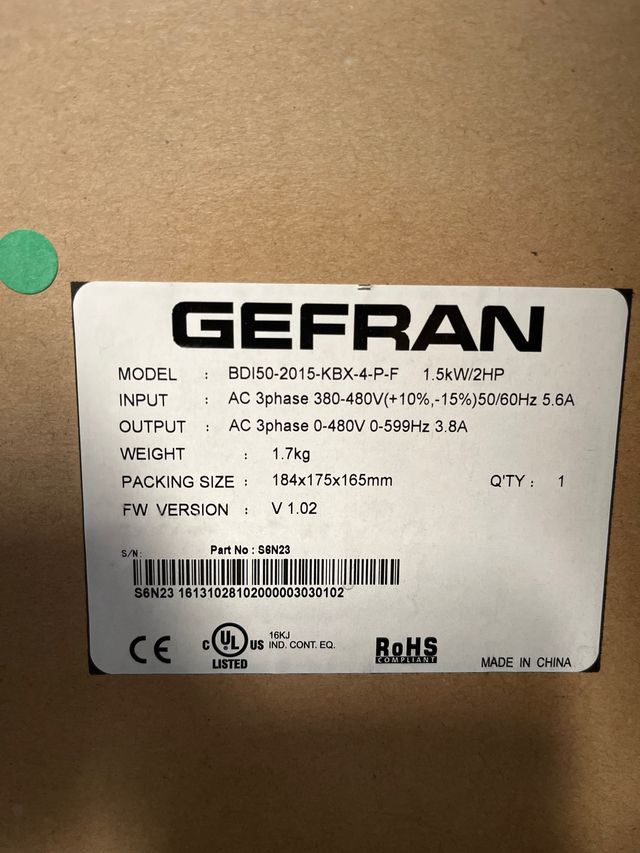 GEFRAN
MODEL : BDI50-2015-KBX-4-P-F 1.5kW/2HP
INPUT : AC 3phase 380-480V(+10%,-15%)50/60Hz 5.6A
OUTPUT : AC 3phase 0-480V 0-599Hz 3.8A
WEIGHT : 1.7kg
PACKING SIZE : 184x175x165mm Q'TY : 1
FW VERSION : V 1.02
S/N: Part No : S6N23
S6N23 16131028102000003030102
CE
C UL US
LISTED
16KJ
IND. CONT. EQ.
RoHS
COMPLIANT
MADE IN CHINA